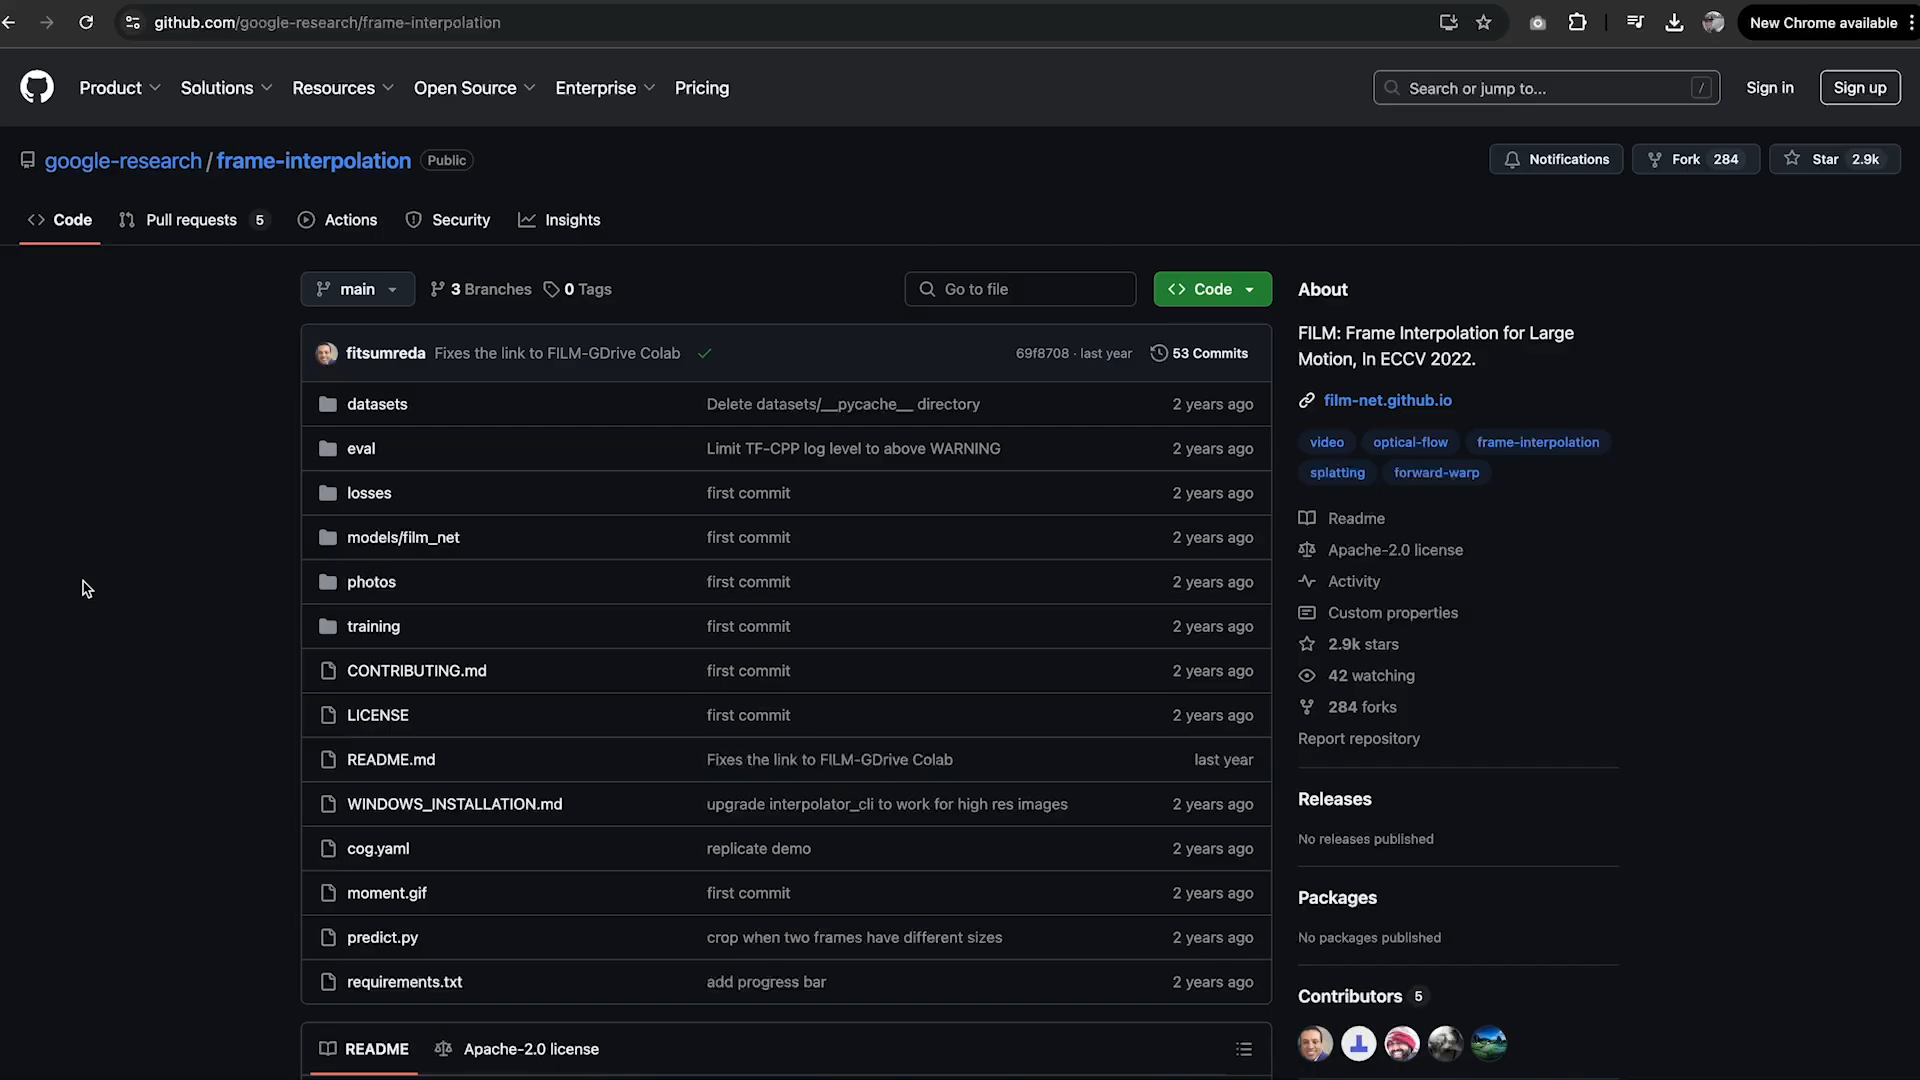 github.com/google-research/frame-interpolation
New Chrome available
Product
Solutions
Resources
Open Source
Enterprise
Pricing
Search or jump to...
/
Sign in
Sign up
google-research / frame-interpolation
Public
Notifications
Fork 284
Star 2.9k
Code
Pull requests 5
Actions
Security
Insights
main
3 Branches
0 Tags
Go to file
Code
fitsumreda Fixes the link to FILM-GDrive Colab
69f8708 · last year
53 Commits
datasets Delete datasets/__pycache__ directory 2 years ago
eval Limit TF-CPP log level to above WARNING 2 years ago
losses first commit 2 years ago
models/film_net first commit 2 years ago
photos first commit 2 years ago
training first commit 2 years ago
CONTRIBUTING.md first commit 2 years ago
LICENSE first commit 2 years ago
README.md Fixes the link to FILM-GDrive Colab last year
WINDOWS_INSTALLATION.md upgrade interpolator_cli to work for high res images 2 years ago
cog.yaml replicate demo 2 years ago
moment.gif first commit 2 years ago
predict.py crop when two frames have different sizes 2 years ago
requirements.txt add progress bar 2 years ago
README
Apache-2.0 license
About
FILM: Frame Interpolation for Large
Motion, In ECCV 2022.
film-net.github.io
video optical-flow frame-interpolation
splatting forward-warp
Readme
Apache-2.0 license
Activity
Custom properties
2.9k stars
42 watching
284 forks
Report repository
Releases
No releases published
Packages
No packages published
Contributors 5